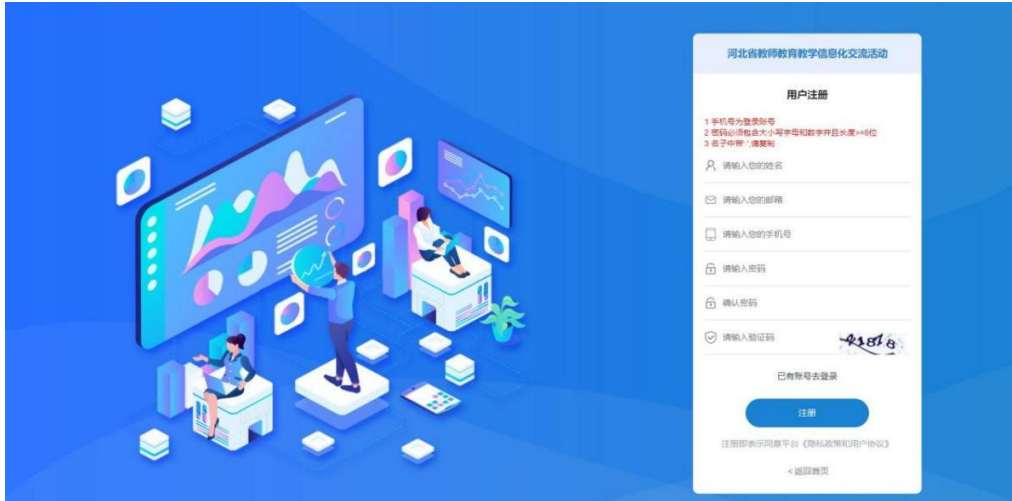 河北省教师教育教学信息化交流活动
用户注册
1 手机号为登录账号
2 密码必须包含大小写字母和数字并且长度>=8位
3 名子中带'.'请复制
请输入您的姓名
请输入您的邮箱
请输入您的手机号
请输入密码
确认密码
请输入验证码
已有账号去登录
注册
注册即表示同意平台《隐私政策和用户协议》
<返回首页